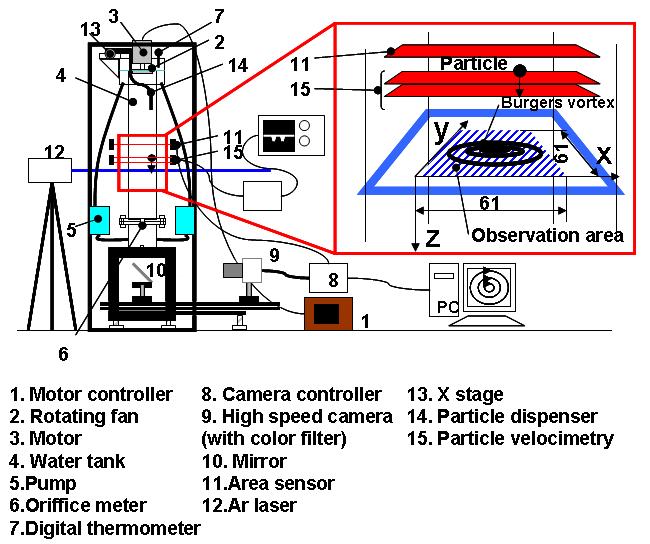 3
7
13
2
4
14
11
15
12
5
10
9
8
1
6
PC
11
15
Particle
Burgers vortex
y
x
61
61
z
Observation area
1. Motor controller
2. Rotating fan
3. Motor
4. Water tank
5.Pump
6.Oriffice meter
7.Digital thermometer
8. Camera controller
9. High speed camera
(with color filter)
10. Mirror
11.Area sensor
12.Ar laser
13. X stage
14. Particle dispenser
15. Particle velocimetry